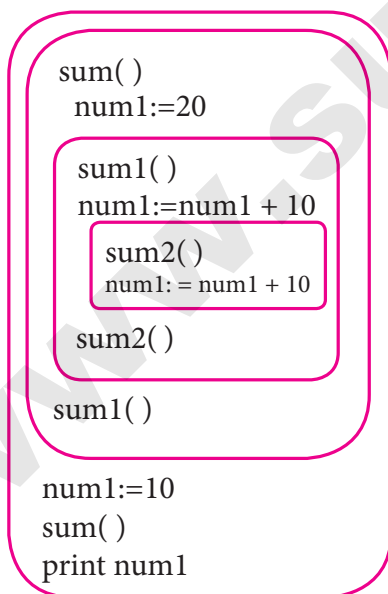 sum( )
num1:=20
sum1( )
num1:=num1 + 10
sum2( )
num1: = num1 + 10
sum2( )
sum1( )
num1:=10
sum( )
print num1